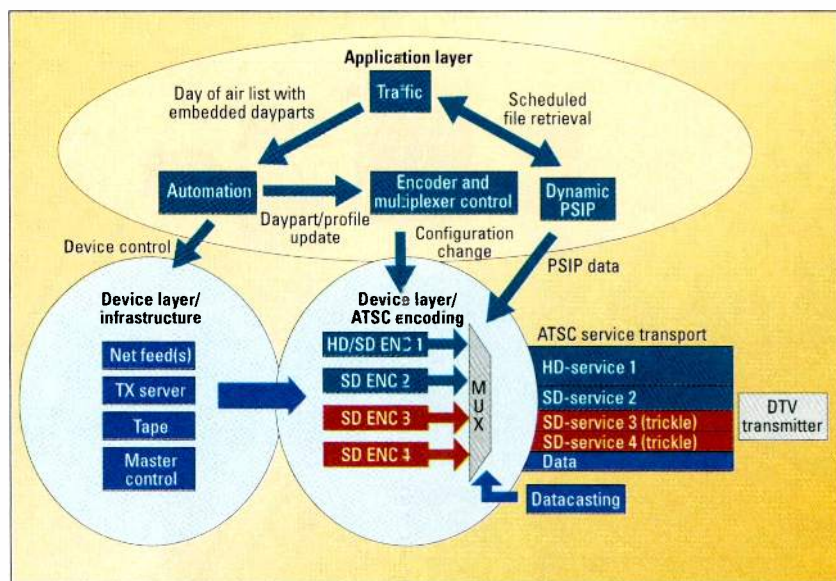 Application layer
Traffic
Day of air list with
embedded dayparts
Scheduled
file retrieval
Automation
Encoder and
multiplexer control
Dynamic
PSIP
Daypart/profile
update
Device control
Configuration
change
PSIP data
Device layer/
infrastructure
Net feed(s)
TX server
Tape
Master
control
Device layer/
ATSC encoding
HD/SD ENC 1
SD ENC 2
SD ENC 3
SD ENC 4
MUX
ATSC service transport
HD-service 1
SD-service 2
SD-service 3 (trickle)
SD-service 4 (trickle)
Data
DTV
transmitter
Datacasting